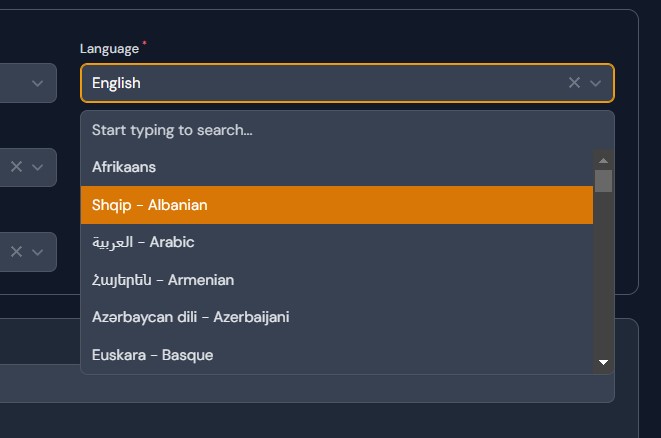 Language *
English
Start typing to search...
Afrikaans
Shqip - Albanian
العربية - Arabic
Հայերեն - Armenian
Azərbaycan dili - Azerbaijani
Euskara - Basque